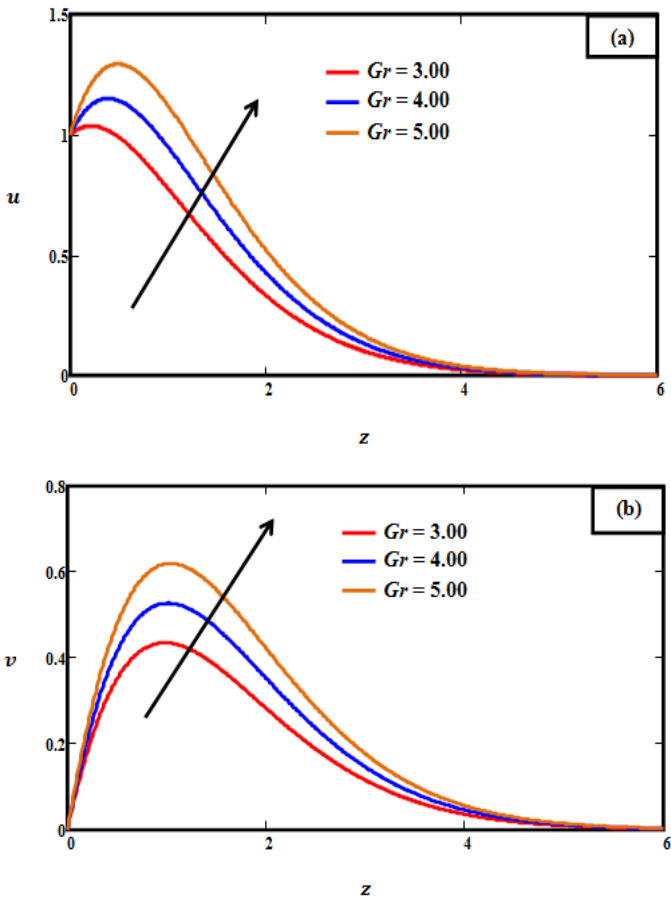 1.5
(a)
Gr = 3.00
Gr = 4.00
Gr = 5.00
1
u
0.5
0
0 2 4 6
z
0.8
(b)
Gr = 3.00
Gr = 4.00
Gr = 5.00
0.6
v
0.4
0.2
0
0 2 4 6
z